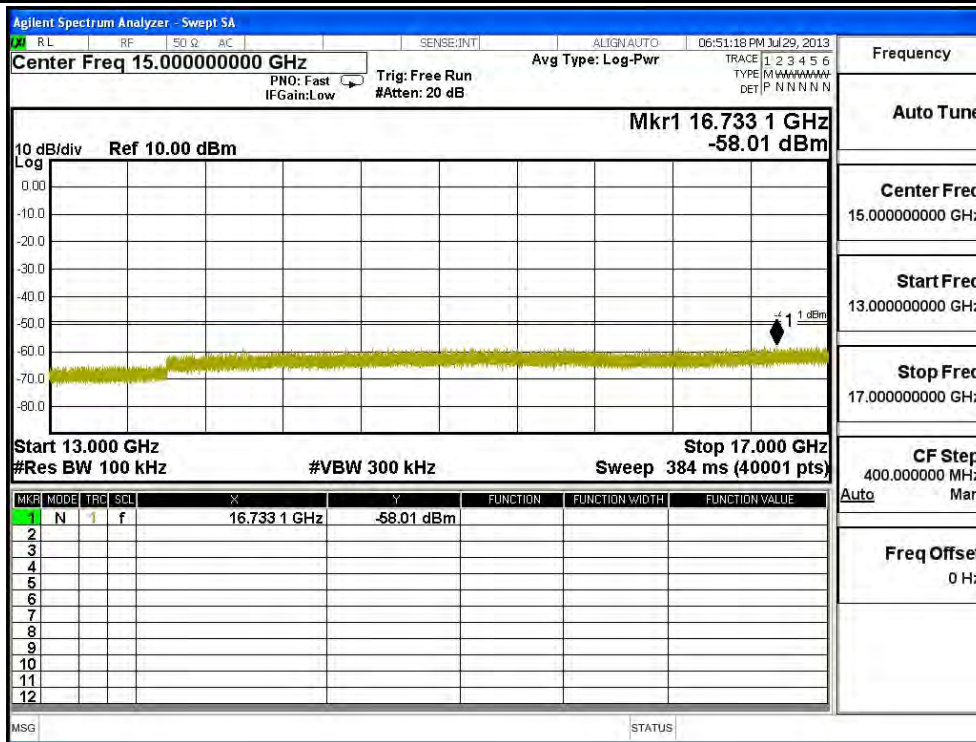 Agilent Spectrum Analyzer - Swept SA
RL RF 50 Ω AC SENSE:INT ALIGNAUTO 06:51:18 PM Jul 29, 2013
Center Freq 15.000000000 GHz
PNO: Fast
IFGain:Low
Trig: Free Run
#Atten: 20 dB
Avg Type: Log-Pwr
TRACE 1 2 3 4 5 6
TYPE M
DET P N N N N N
Mkr1 16.733 1 GHz
-58.01 dBm
10 dB/div Ref 10.00 dBm
Log
0.00
-10.0
-20.0
-30.0
-40.0
-50.0
1
1 dBm
-60.0
-70.0
-80.0
Start 13.000 GHz Stop 17.000 GHz
#Res BW 100 kHz #VBW 300 kHz Sweep 384 ms (40001 pts)
MKR MODE TRC SCL X Y FUNCTION FUNCTION WIDTH FUNCTION VALUE
1 N 1 f 16.733 1 GHz -58.01 dBm
2
3
4
5
6
7
8
9
10
11
12
MSG STATUS
Frequency
Auto Tune
Center Freq
15.000000000 GHz
Start Freq
13.000000000 GHz
Stop Freq
17.000000000 GHz
CF Step
400.000000 MHz
Auto Man
Freq Offset
0 Hz